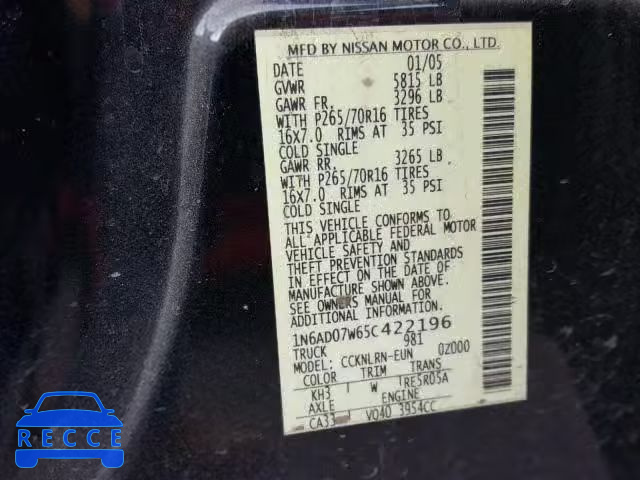 MFD BY NISSAN MOTOR CO., LTD.
DATE 01/05
GVWR 5815 LB
GAWR FR. 3296 LB
WITH P265/70R16 TIRES
16X7.0 RIMS AT 35 PSI
COLD SINGLE
GAWR RR. 3265 LB
WITH P265/70R16 TIRES
16X7.0 RIMS AT 35 PSI
COLD SINGLE
THIS VEHICLE CONFORMS TO
ALL APPLICABLE FEDERAL MOTOR
VEHICLE SAFETY AND
THEFT PREVENTION STANDARDS
IN EFFECT ON THE DATE OF
MANUFACTURE SHOWN ABOVE.
SEE OWNERS MANUAL FOR
ADDITIONAL INFORMATION.
1N6AD07W65C422196
TRUCK 981
MODEL: CCKNLRN-EUN 0Z000
COLOR TRIM TRANS
KH3 W RE5R05A
AXLE ENGINE
CA33 VQ40 3954CC
RECCE